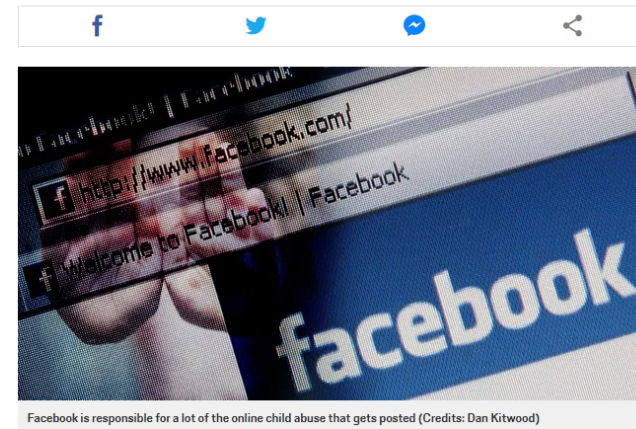 Facebook! | Facebook
http://www.facebook.com/
Welcome to Facebook! | Facebook
facebook
Facebook is responsible for a lot of the online child abuse that gets posted (Credits: Dan Kitwood)